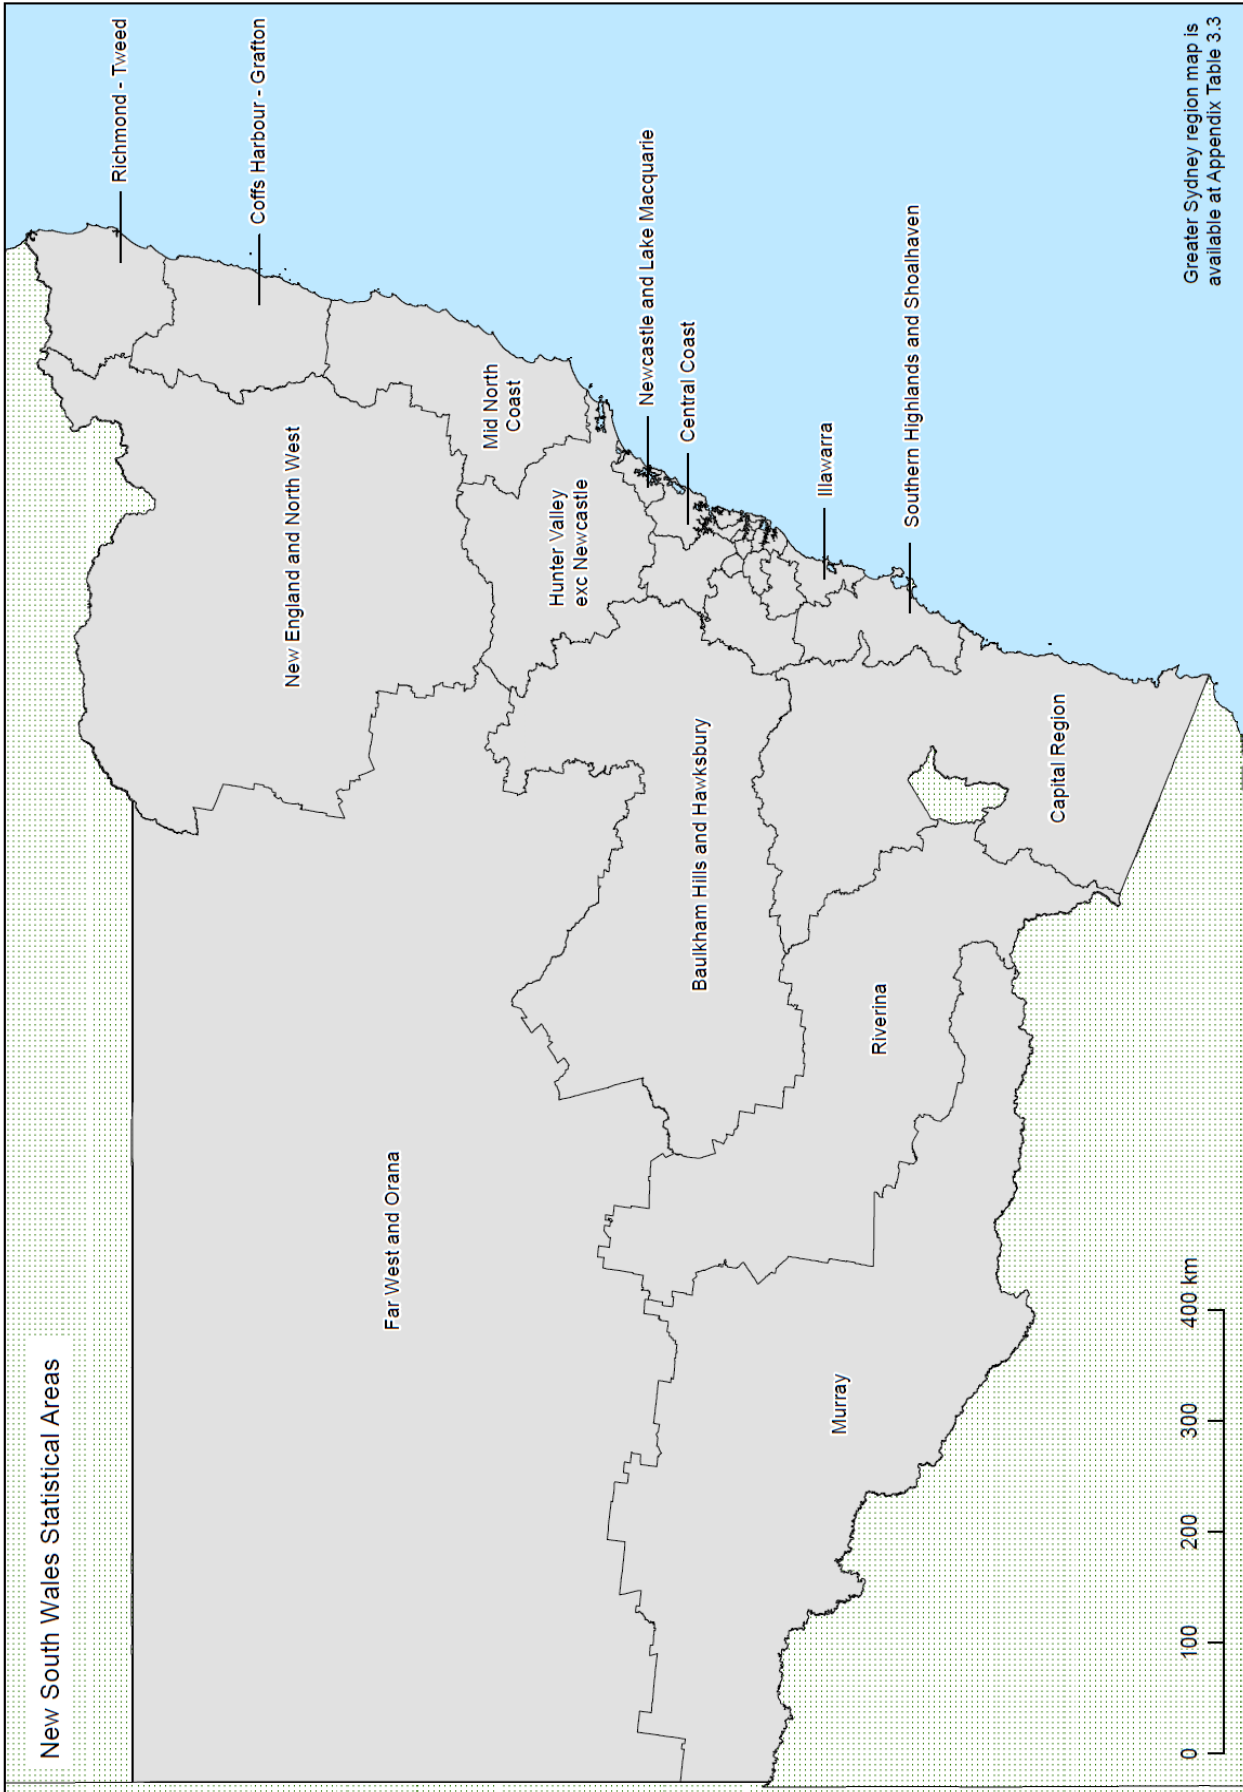 New South Wales Statistical Areas
Richmond - Tweed
Coffs Harbour - Grafton
New England and North West
Mid North
Coast
Hunter Valley
exc Newcastle
Newcastle and Lake Macquarie
Central Coast
Far West and Orana
Baulkham Hills and Hawksbury
Illawarra
Southern Highlands and Shoalhaven
Riverina
Murray
Capital Region
0 100 200 300 400 km
Greater Sydney region map is
available at Appendix Table 3.3